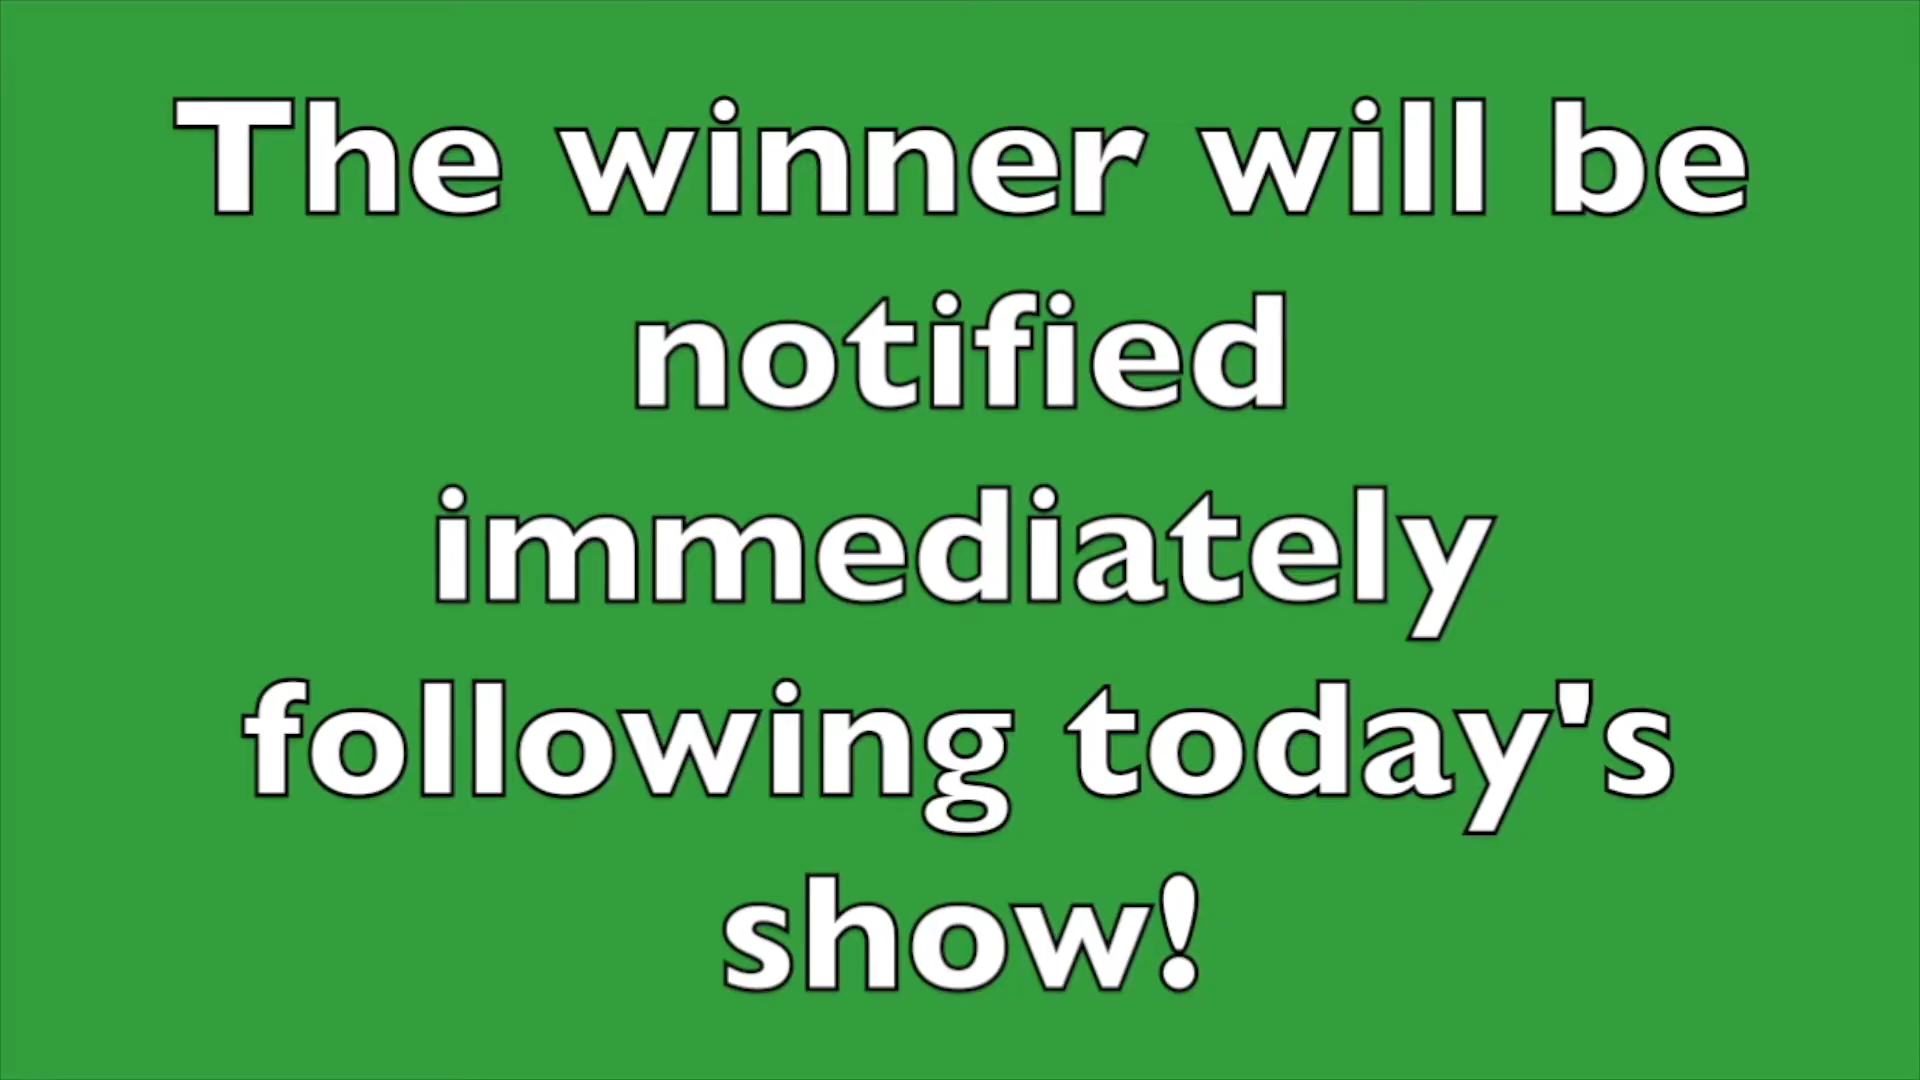 The winner will be
notified
immediately
following today's
show!